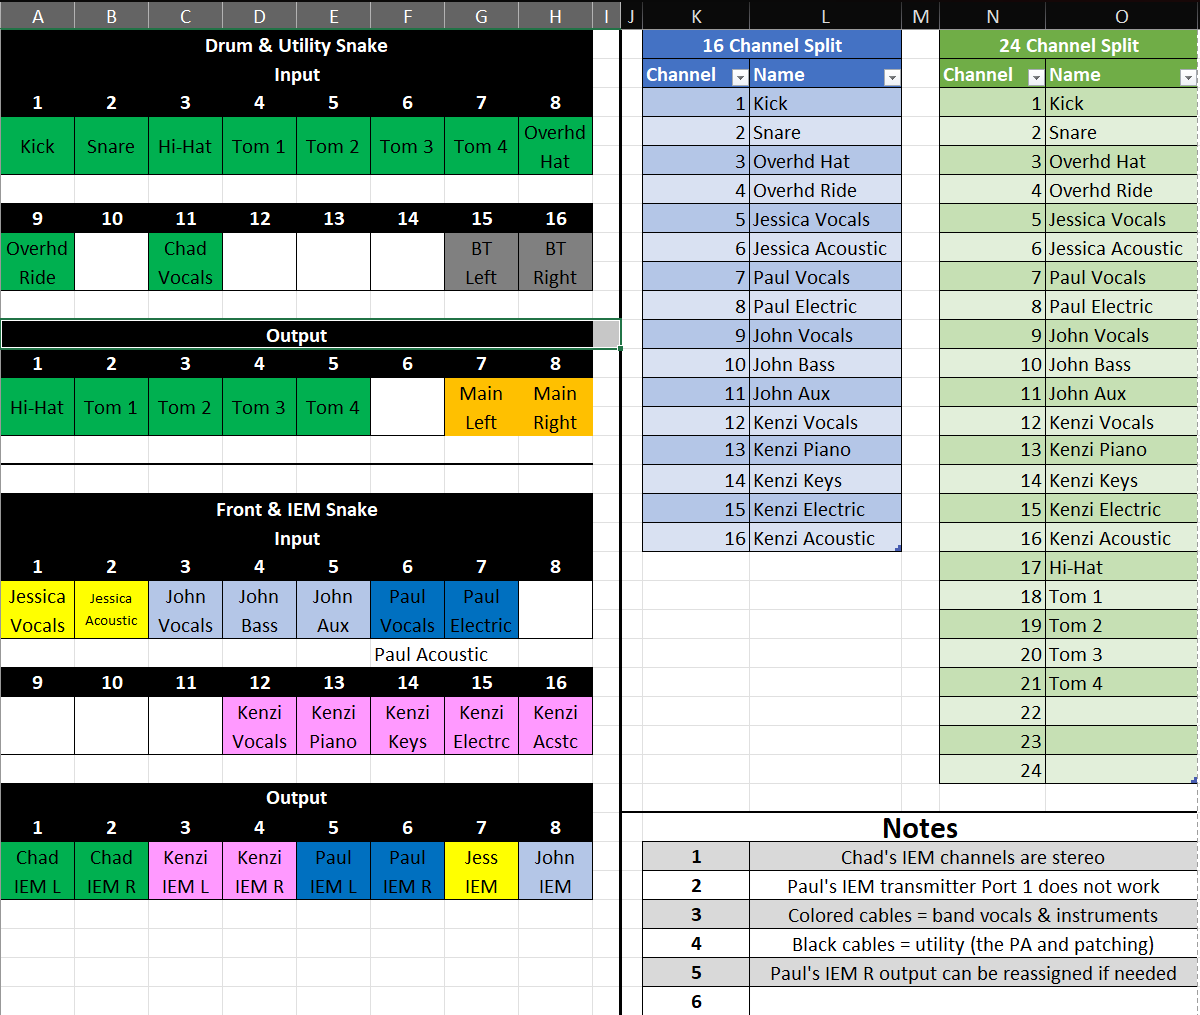 A B C D E F G H I J K L M N O
Drum & Utility Snake
Input
1 2 3 4 5 6 7 8
Kick Snare Hi-Hat Tom 1 Tom 2 Tom 3 Tom 4 Overhd Hat
9 10 11 12 13 14 15 16
Overhd Ride Chad Vocals BT Left BT Right
Output
1 2 3 4 5 6 7 8
Hi-Hat Tom 1 Tom 2 Tom 3 Tom 4 Main Left Main Right
Front & IEM Snake
Input
1 2 3 4 5 6 7 8
Jessica Vocals Jessica Acoustic John Vocals John Bass John Aux Paul Vocals Paul Electric
Paul Acoustic
9 10 11 12 13 14 15 16
Kenzi Vocals Kenzi Piano Kenzi Keys Kenzi Electrc Kenzi Acstc
Output
1 2 3 4 5 6 7 8
Chad IEM L Chad IEM R Kenzi IEM L Kenzi IEM R Paul IEM L Paul IEM R Jess IEM John IEM
16 Channel Split
Channel Name
1 Kick
2 Snare
3 Overhd Hat
4 Overhd Ride
5 Jessica Vocals
6 Jessica Acoustic
7 Paul Vocals
8 Paul Electric
9 John Vocals
10 John Bass
11 John Aux
12 Kenzi Vocals
13 Kenzi Piano
14 Kenzi Keys
15 Kenzi Electric
16 Kenzi Acoustic
24 Channel Split
Channel Name
1 Kick
2 Snare
3 Overhd Hat
4 Overhd Ride
5 Jessica Vocals
6 Jessica Acoustic
7 Paul Vocals
8 Paul Electric
9 John Vocals
10 John Bass
11 John Aux
12 Kenzi Vocals
13 Kenzi Piano
14 Kenzi Keys
15 Kenzi Electric
16 Kenzi Acoustic
17 Hi-Hat
18 Tom 1
19 Tom 2
20 Tom 3
21 Tom 4
22
23
24
Notes
1 Chad's IEM channels are stereo
2 Paul's IEM transmitter Port 1 does not work
3 Colored cables = band vocals & instruments
4 Black cables = utility (the PA and patching)
5 Paul's IEM R output can be reassigned if needed
6